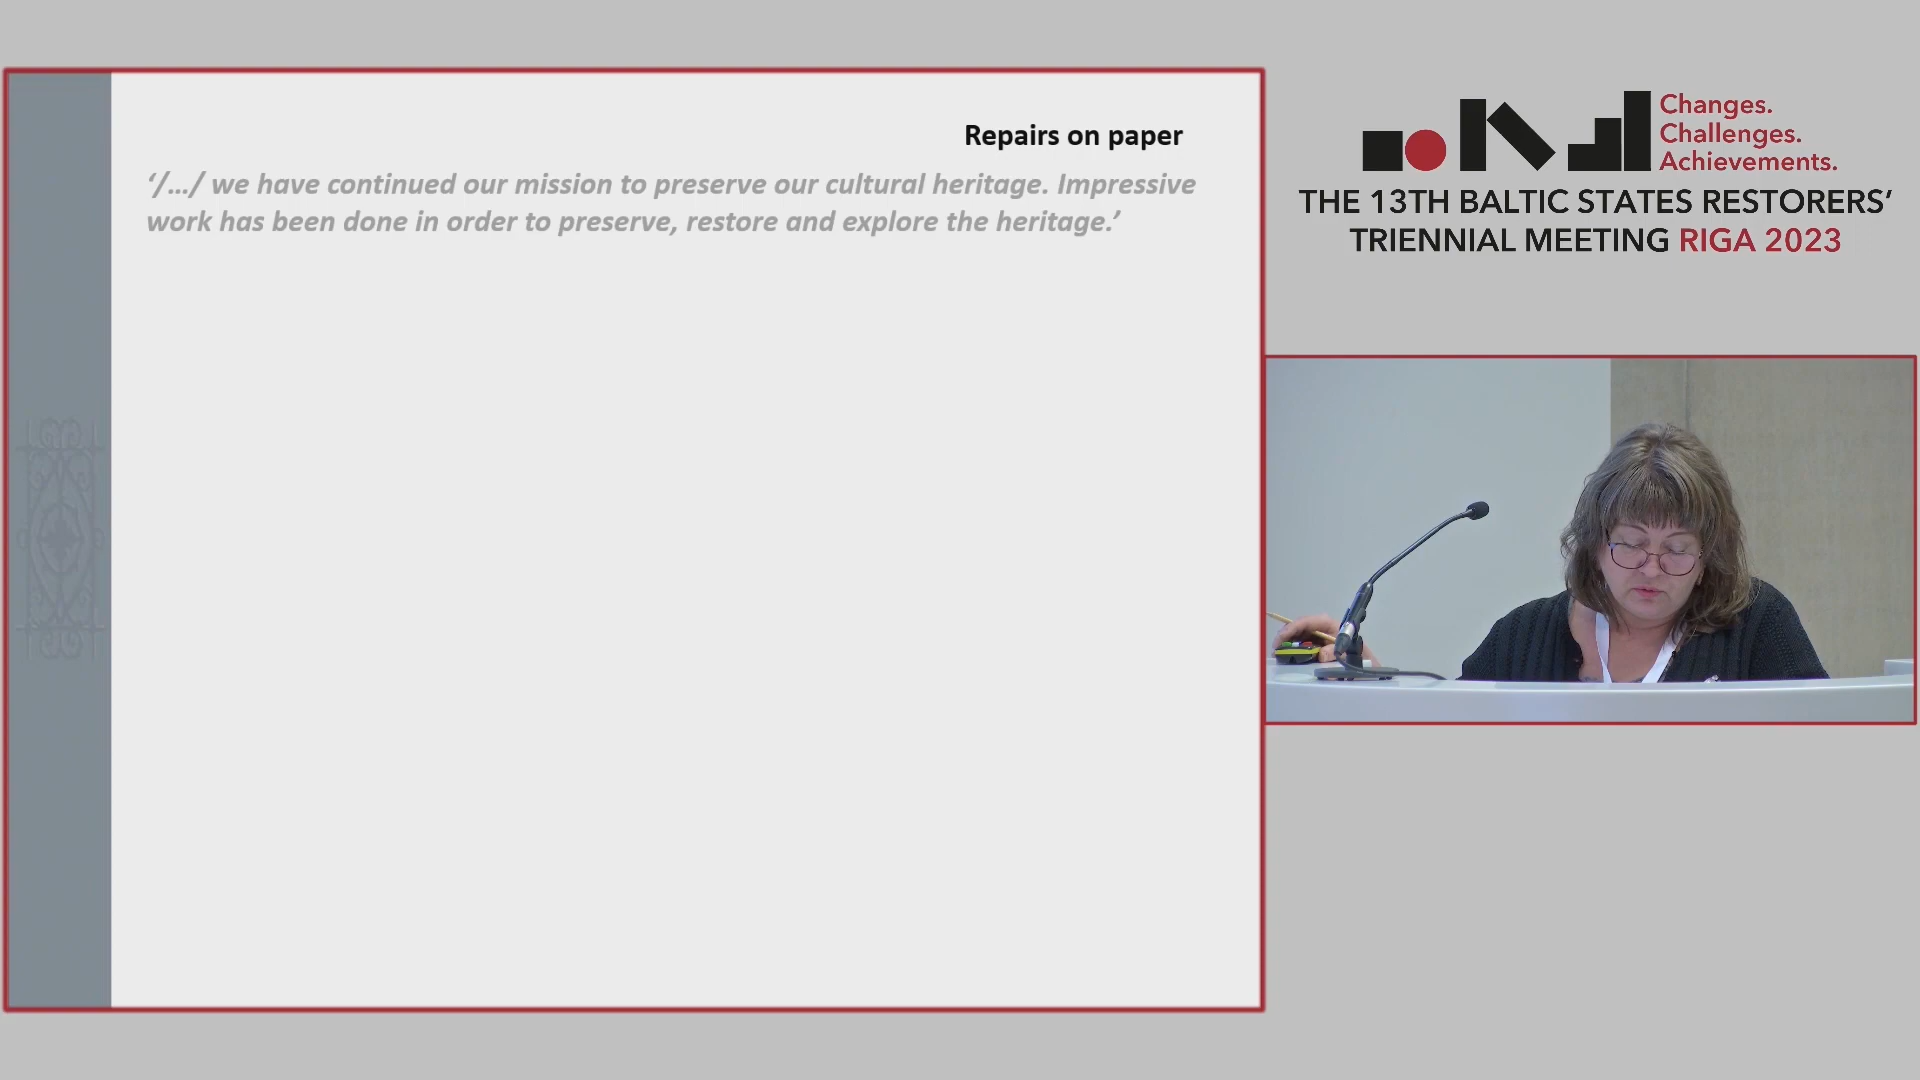 Repairs on paper
‘/…/ we have continued our mission to preserve our cultural heritage. Impressive
work has been done in order to preserve, restore and explore the heritage.’
Changes.
Challenges.
Achievements.
THE 13TH BALTIC STATES RESTORERS’
TRIENNIAL MEETING RIGA 2023